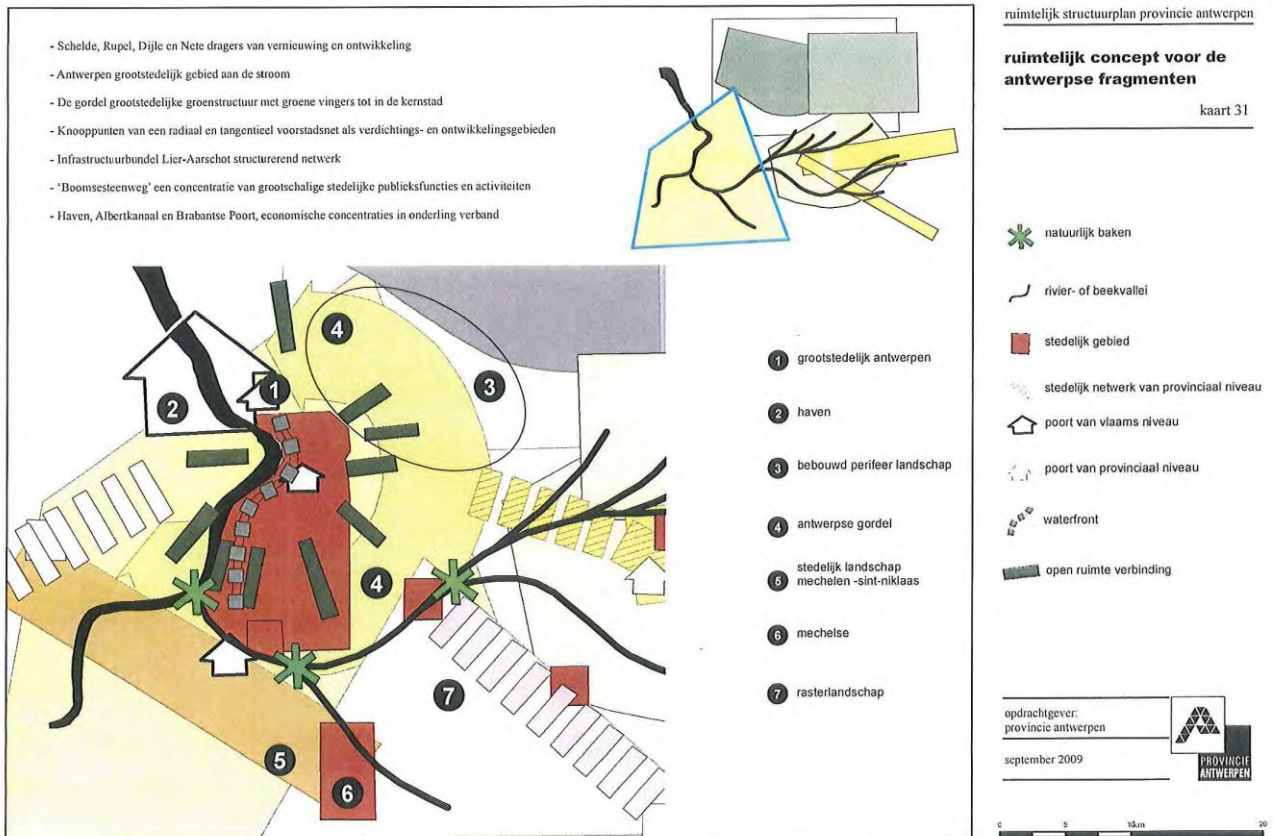 - Schelde, Rupel, Dijle en Nete dragers van vernieuwing en ontwikkeling
- Antwerpen grootstedelijk gebied aan de stroom
- De gordel grootstedelijke groenstructuur met groene vingers tot in de kernstad
- Knooppunten van een radiaal en tangentieel voorstadsnet als verdichtings- en ontwikkelingsgebieden
- Infrastructuurbundel Lier-Aarschot structurerend netwerk
- ‘Boomsesteenweg’ een concentratie van grootschalige stedelijke publieksfuncties en activiteiten
- Haven, Albertkanaal en Brabantse Poort, economische concentraties in onderling verband
4
3
1
2
4
7
5
6
1 grootstedelijk antwerpen
2 haven
3 bebouwd perifeer landschap
4 antwerpse gordel
5 stedelijk landschap
mechelen -sint-niklaas
6 mechelse
7 rasterlandschap
ruimtelijk structuurplan provincie antwerpen
ruimtelijk concept voor de
antwerpse fragmenten
kaart 31
natuurlijk baken
rivier- of beekvallei
stedelijk gebied
stedelijk netwerk van provinciaal niveau
poort van vlaams niveau
poort van provinciaal niveau
waterfront
open ruimte verbinding
opdrachtgever:
provincie antwerpen
september 2009
PROVINCIE
ANTWERPEN
0 5 10km 20